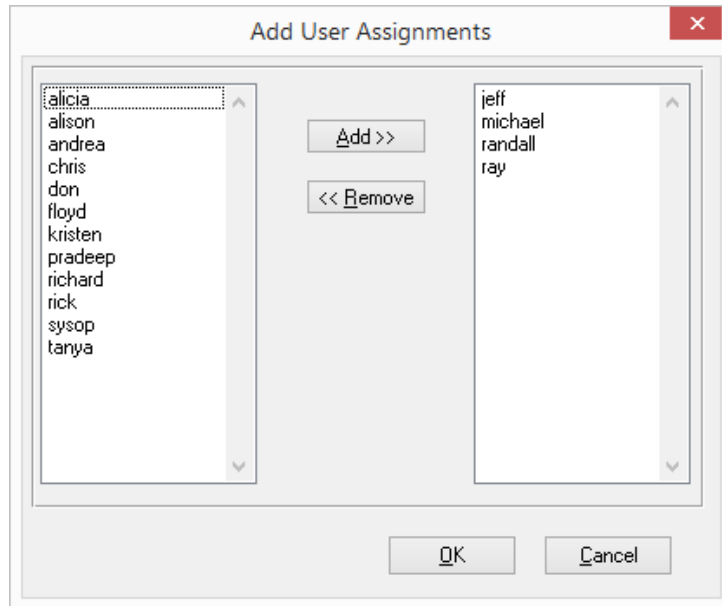 Add User Assignments
alicia
alison
andrea
chris
don
floyd
kristen
pradeep
richard
rick
sysop
tanya
Add >>
<< Remove
jeff
michael
randall
ray
OK
Cancel